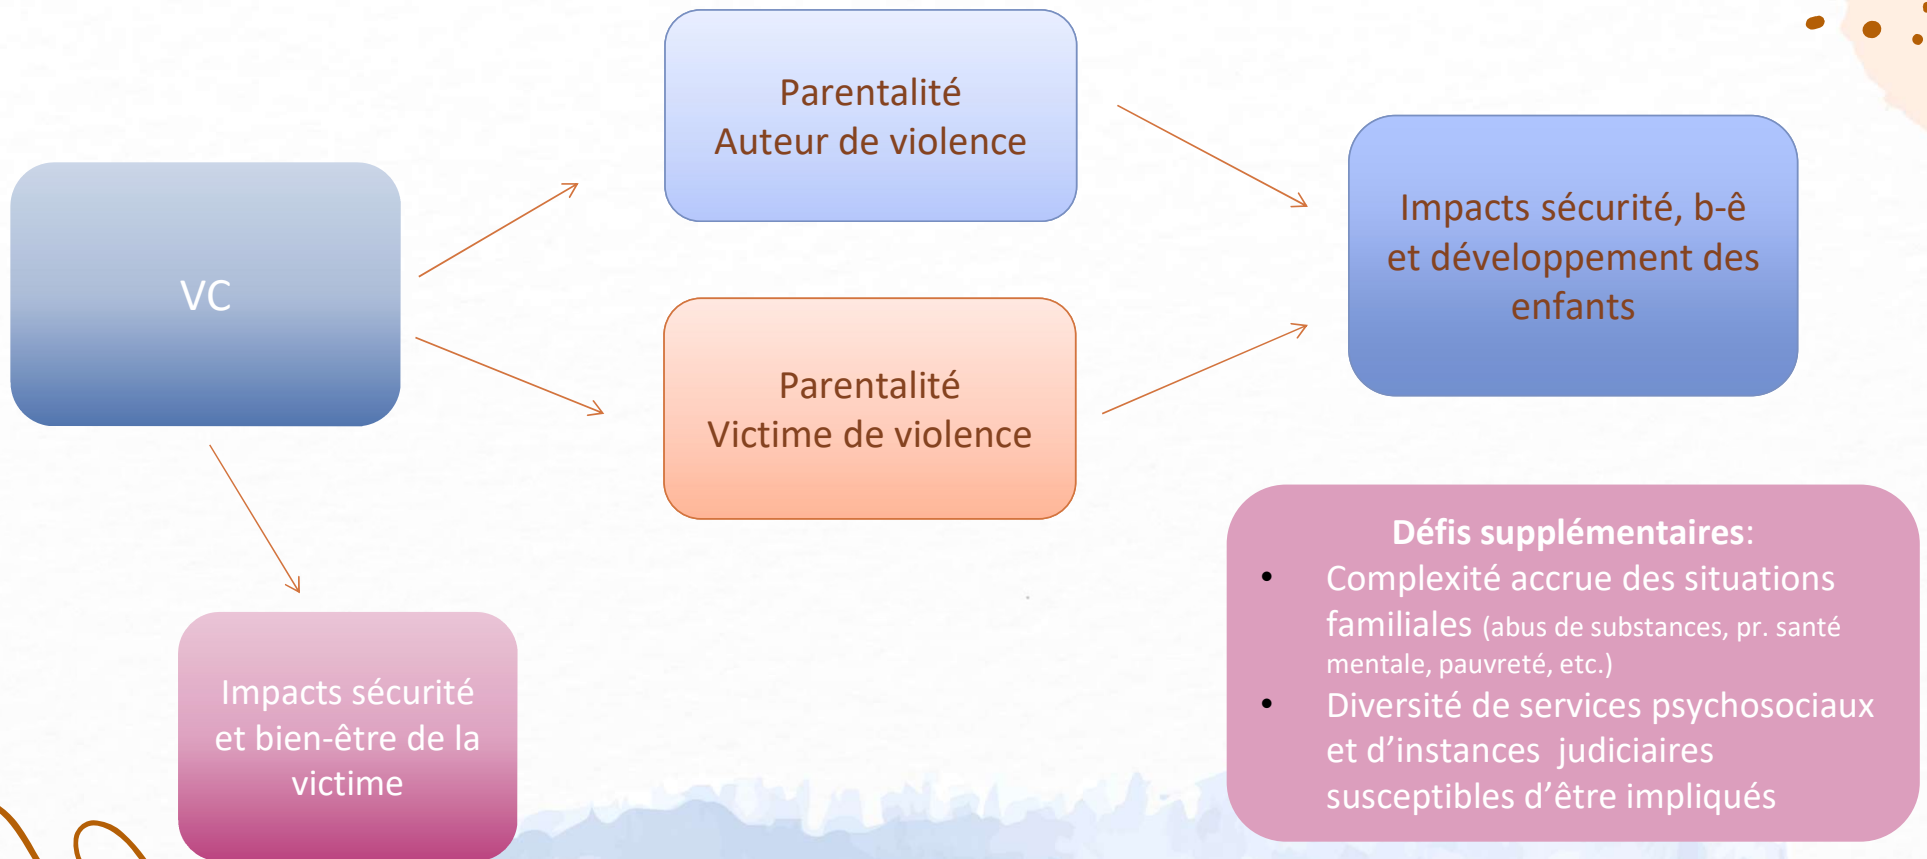 VC
Parentalité
Auteur de violence
Parentalité
Victime de violence
Impacts sécurité, b-ê
et développement des
enfants
Impacts sécurité
et bien-être de la
victime
Défis supplémentaires:
• Complexité accrue des situations
familiales (abus de substances, pr. santé
mentale, pauvreté, etc.)
• Diversité de services psychosociaux
et d’instances judiciaires
susceptibles d’être impliqués